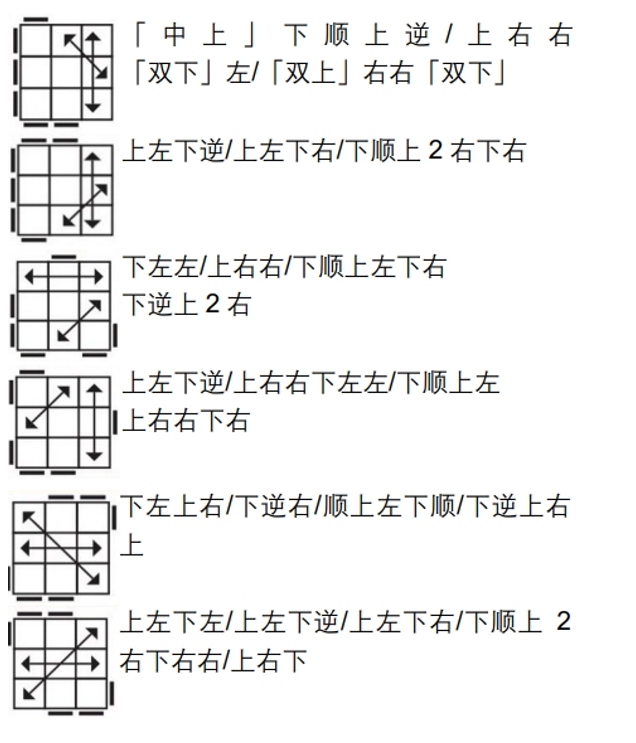 「中上」下顺上逆/上右右
「双下」左/「双上」右右「双下」
上左下逆/上左下右/下顺上 2 右下右
下左左/上右右/下顺上左下右
下逆上 2 右
上左下逆/上右右下左左/下顺上左
上右右下右
下左上右/下逆右/顺上左下顺/下逆上右
上
上左下左/上左下逆/上左下右/下顺上 2
右下右右/上右下